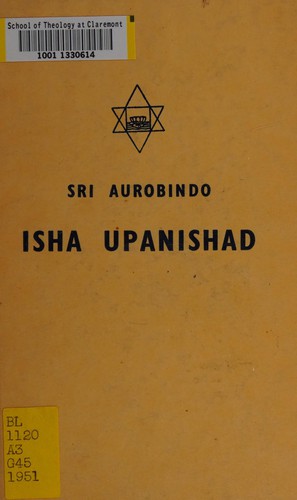 School of Theology at Claremont
1001 1330614
SRI AUROBINDO
ISHA UPANISHAD
BL
1120
A3
G45
1951